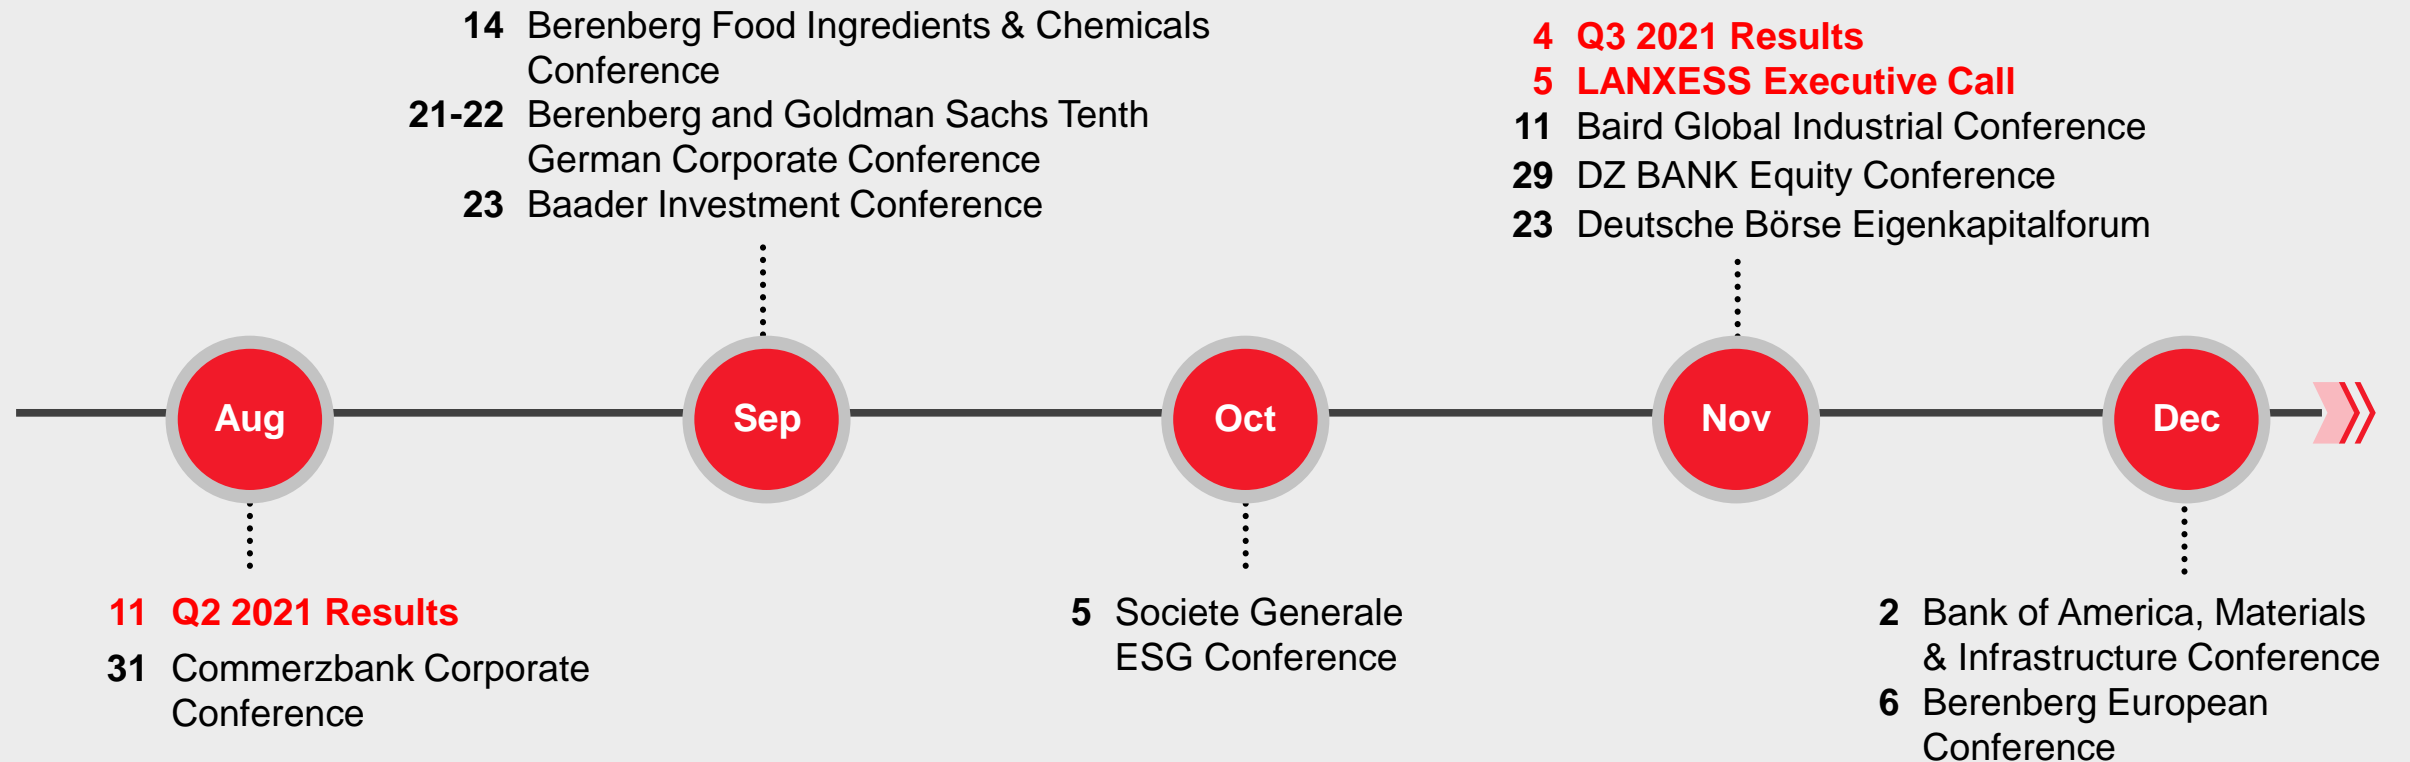 14 Berenberg Food Ingredients & Chemicals
Conference
21-22 Berenberg and Goldman Sachs Tenth
German Corporate Conference
23 Baader Investment Conference
4 Q3 2021 Results
5 LANXESS Executive Call
11 Baird Global Industrial Conference
29 DZ BANK Equity Conference
23 Deutsche Börse Eigenkapitalforum
Aug
Sep
Oct
Nov
Dec
11 Q2 2021 Results
31 Commerzbank Corporate
Conference
5 Societe Generale
ESG Conference
2 Bank of America, Materials
& Infrastructure Conference
6 Berenberg European
Conference